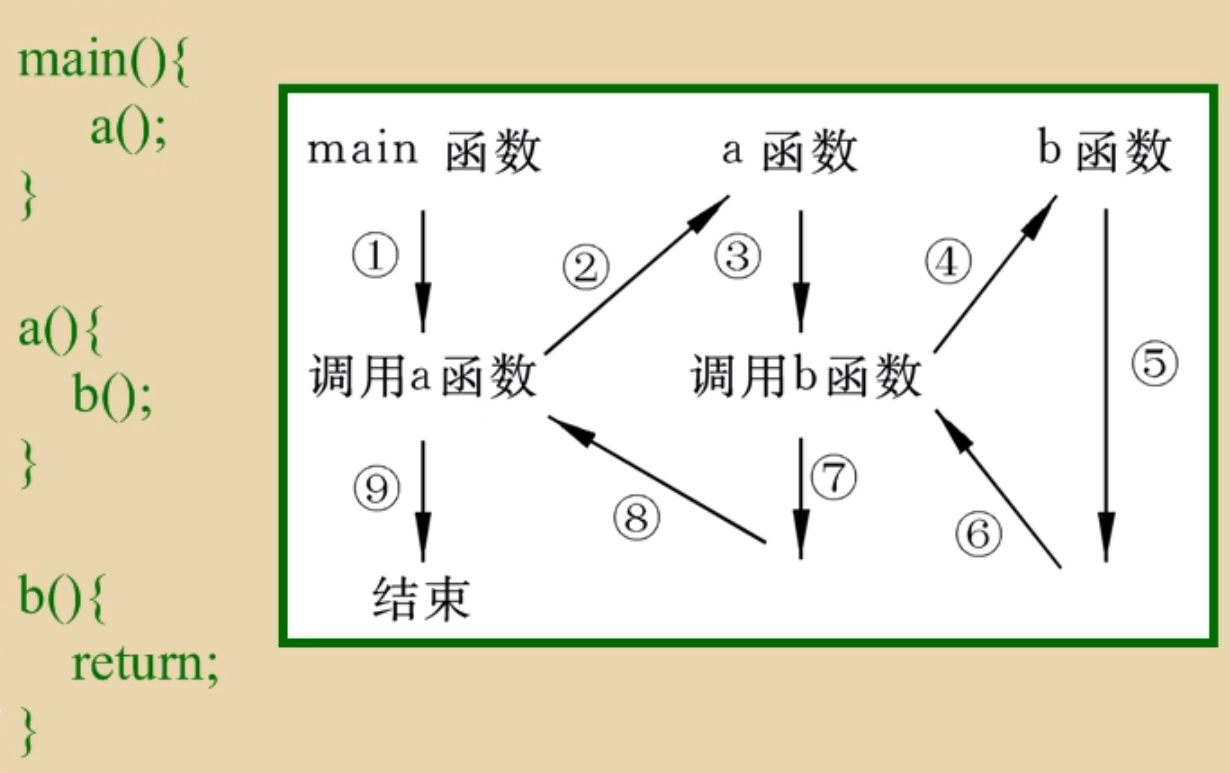 main(){
a();
}
a(){
b();
}
b(){
return;
}
main 函数 a 函数 b 函数
① ② ③ ④
调用a函数 调用b函数 ⑤
⑨ ⑧ ⑦ ⑥
结束